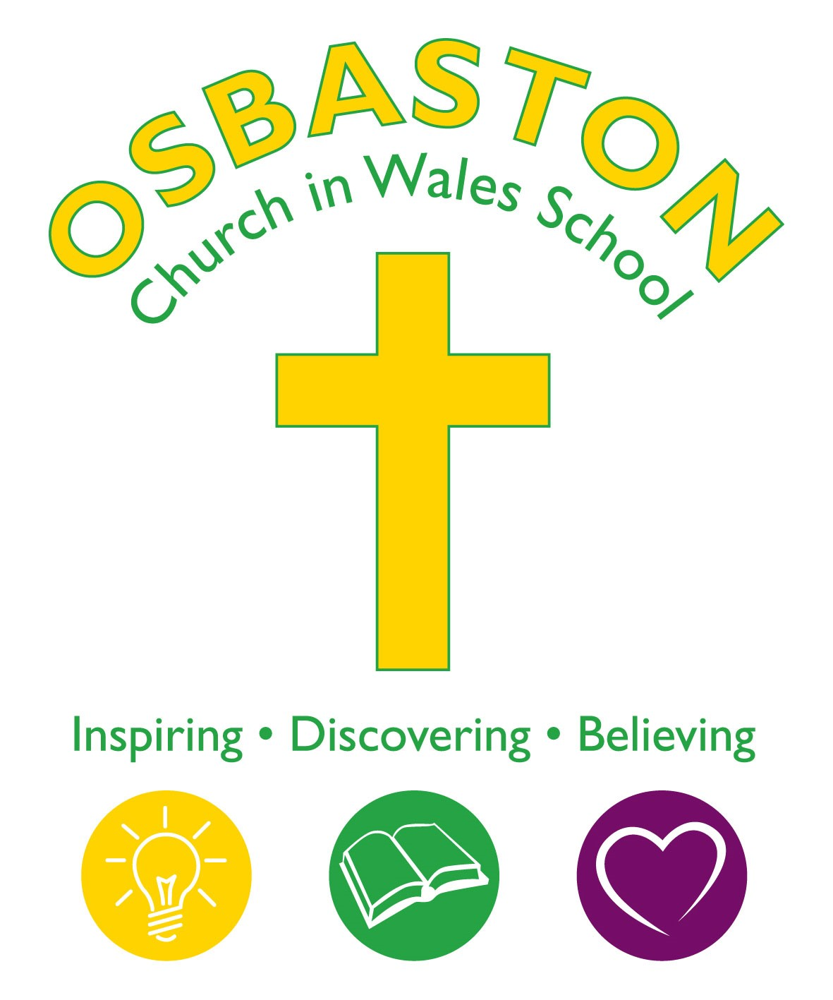 OSBASTON
Church in Wales School
Inspiring • Discovering • Believing